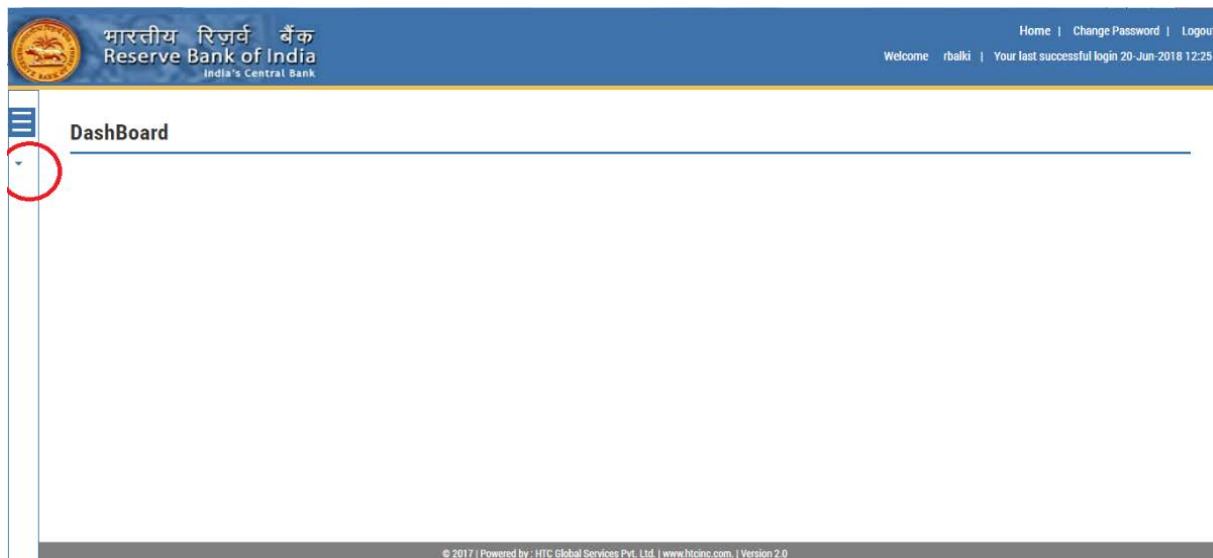 भारतीय रिज़र्व बैंक
Reserve Bank of India
India's Central Bank
Home | Change Password | Logout
Welcome rbalki | Your last successful login 20-Jun-2018 12:25
DashBoard
© 2017 | Powered by : HTC Global Services Pvt. Ltd. | www.htcinc.com. | Version 2.0